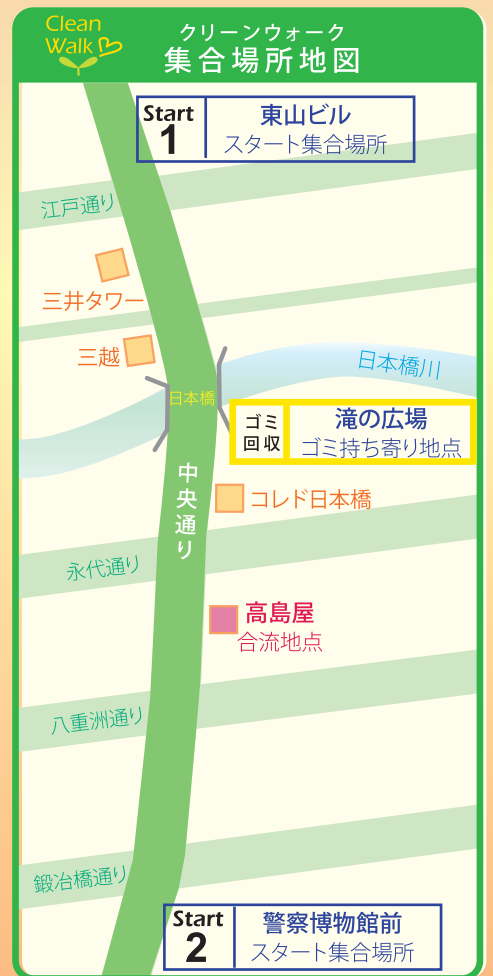 Clean
Walk
クリーンウォーク
集合場所地図
Start
1
東山ビル
スタート集合場所
江戸通り
三井タワー
三越
日本橋川
日本橋
ゴミ
回収
滝の広場
ゴミ持ち寄り地点
中央通り
コレド日本橋
永代通り
高島屋
合流地点
八重洲通り
鍛冶橋通り
Start
2
警察博物館前
スタート集合場所